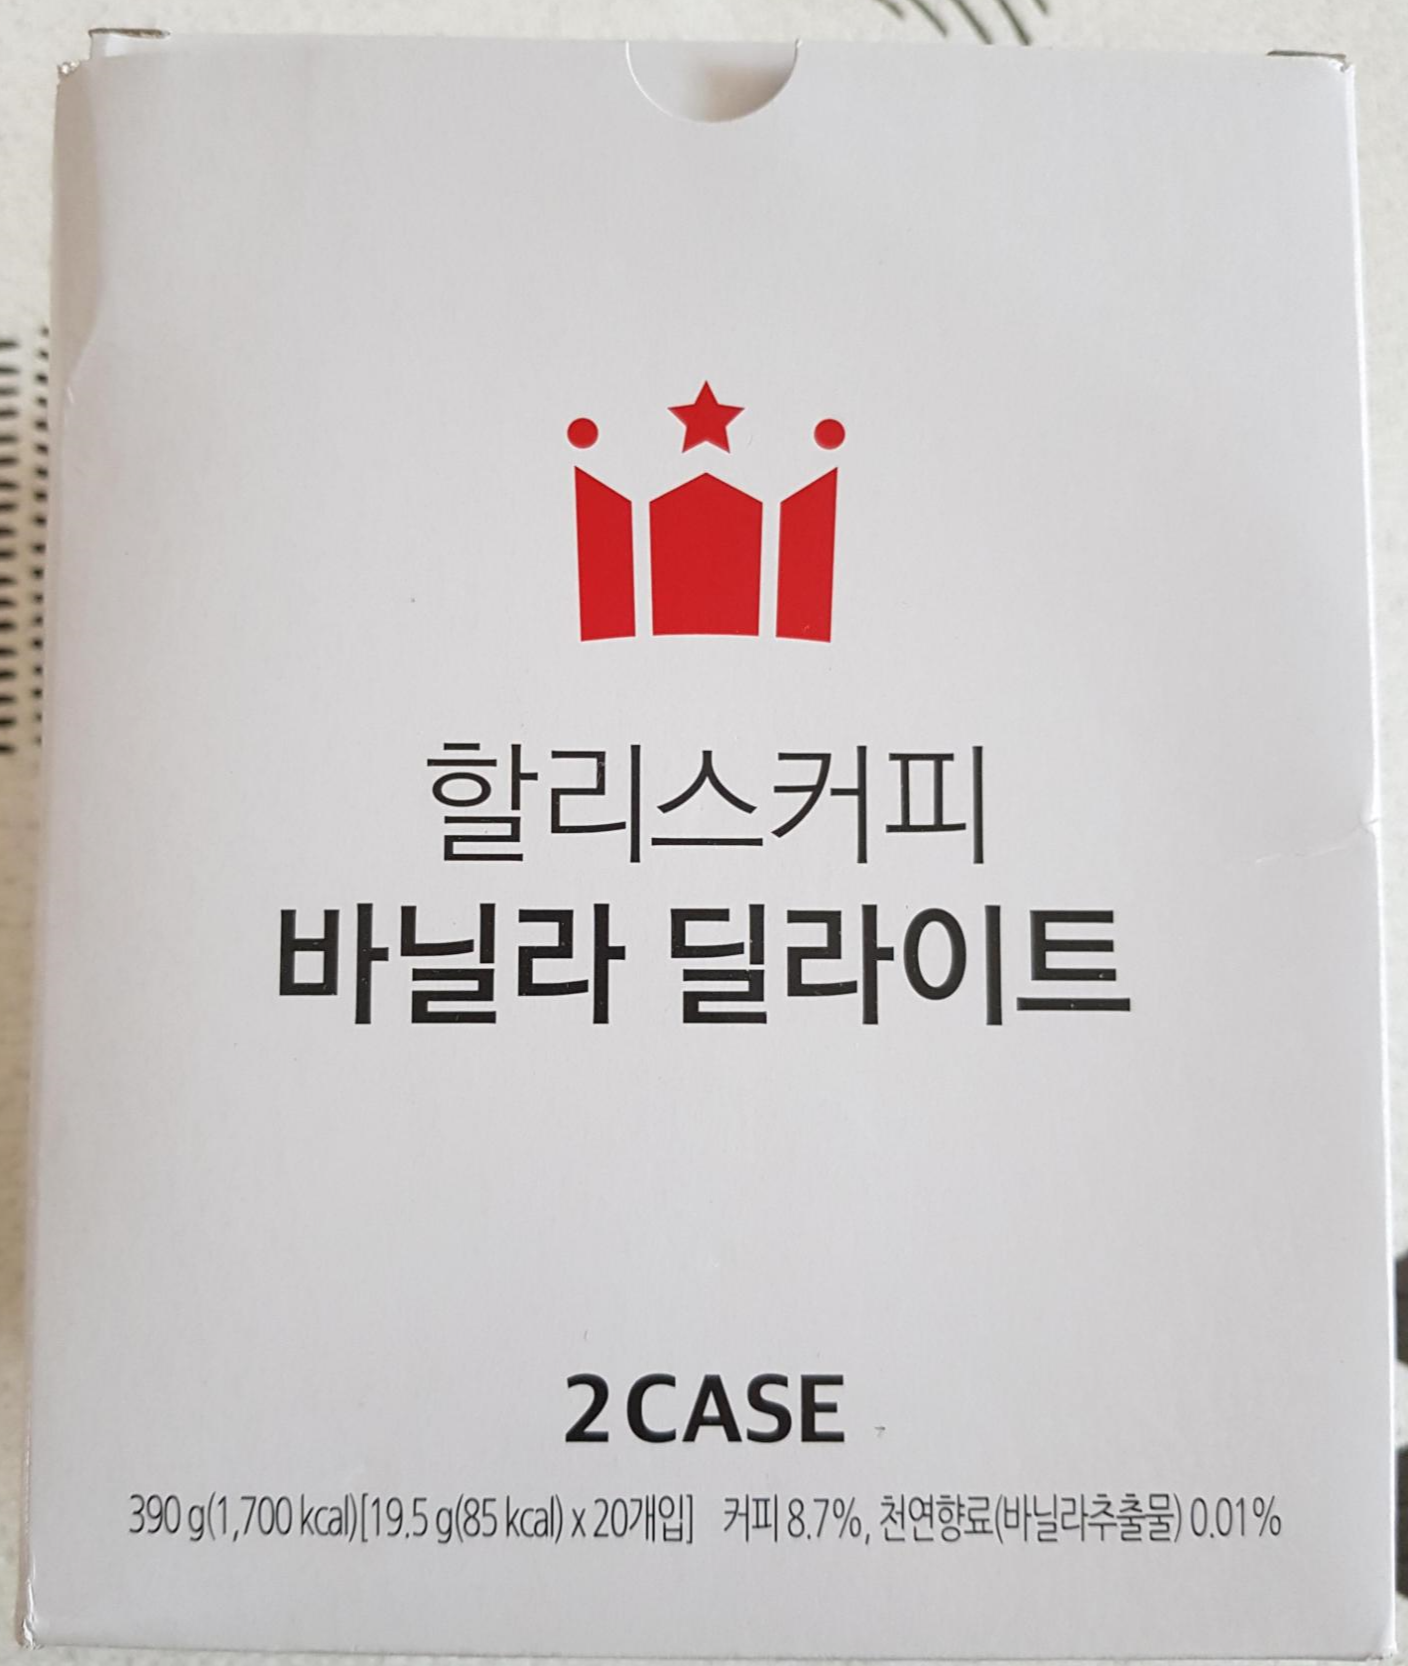 할리스커피
바닐라 딜라이트
2 CASE
390 g(1,700 kcal)[19.5 g(85 kcal) x 20개입] 커피 8.7%, 천연향료(바닐라추출물) 0.01%